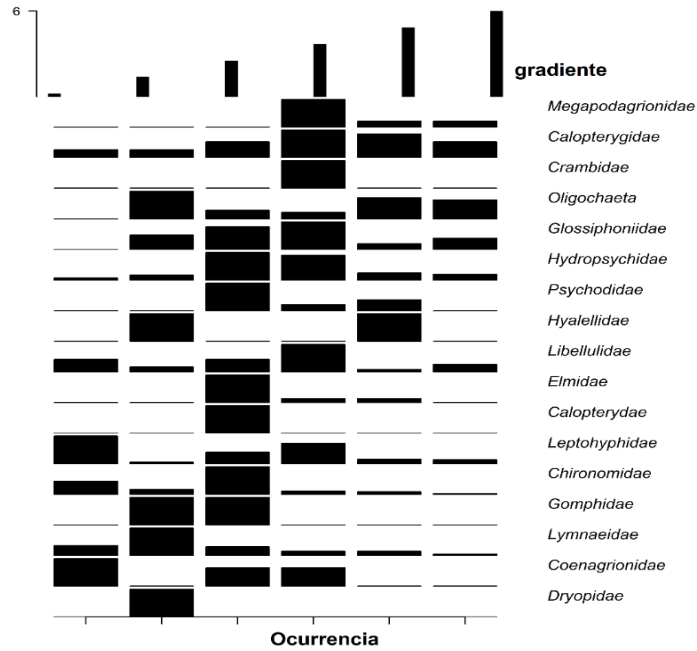 6
gradiente
Megapodagrionidae
Calopterygidae
Crambidae
Oligochaeta
Glossiphoniidae
Hydropsychidae
Psychodidae
Hyalellidae
Libellulidae
Elmidae
Calopterydae
Leptohyphidae
Chironomidae
Gomphidae
Lymnaeidae
Coenagrionidae
Dryopidae
Ocurrencia